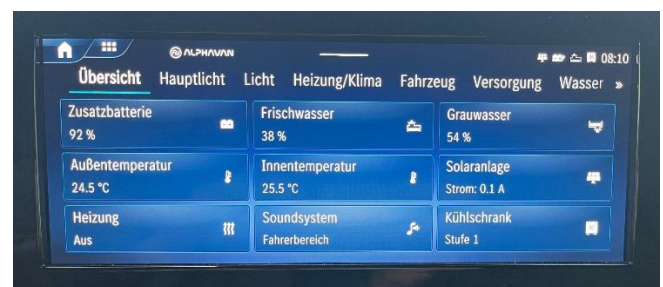 ALPHAVAN
08:10
Übersicht Hauptlicht Licht Heizung/Klima Fahrzeug Versorgung Wasser »
Zusatzbatterie
92 %
Frischwasser
38 %
Grauwasser
54 %
Außentemperatur
24.5 °C
Innentemperatur
25.5 °C
Solaranlage
Strom: 0.1 A
Heizung
Aus
Soundsystem
Fahrerbereich
Kühlschrank
Stufe 1